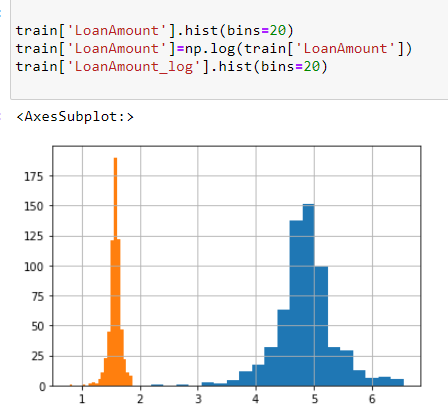 train['LoanAmount'].hist(bins=20)
train['LoanAmount']=np.log(train['LoanAmount'])
train['LoanAmount_log'].hist(bins=20)
<AxesSubplot:>
175
150
125
100
75
50
25
0
1 2 3 4 5 6